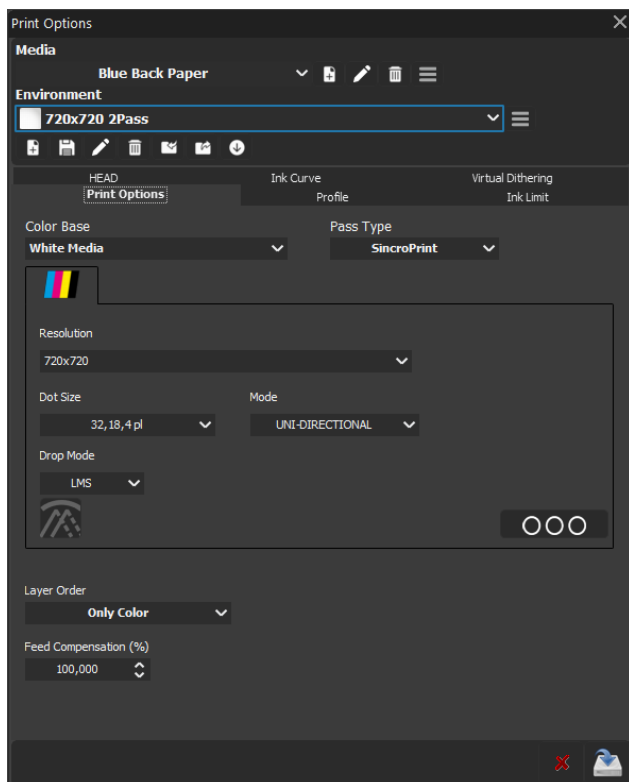 Print Options
Media
Blue Back Paper
Environment
720x720 2Pass
HEAD Ink Curve Virtual Dithering
Print Options Profile Ink Limit
Color Base Pass Type
White Media SincroPrint
Resolution
720x720
Dot Size Mode
32,18,4 pl UNI-DIRECTIONAL
Drop Mode
LMS
Layer Order
Only Color
Feed Compensation (%)
100,000